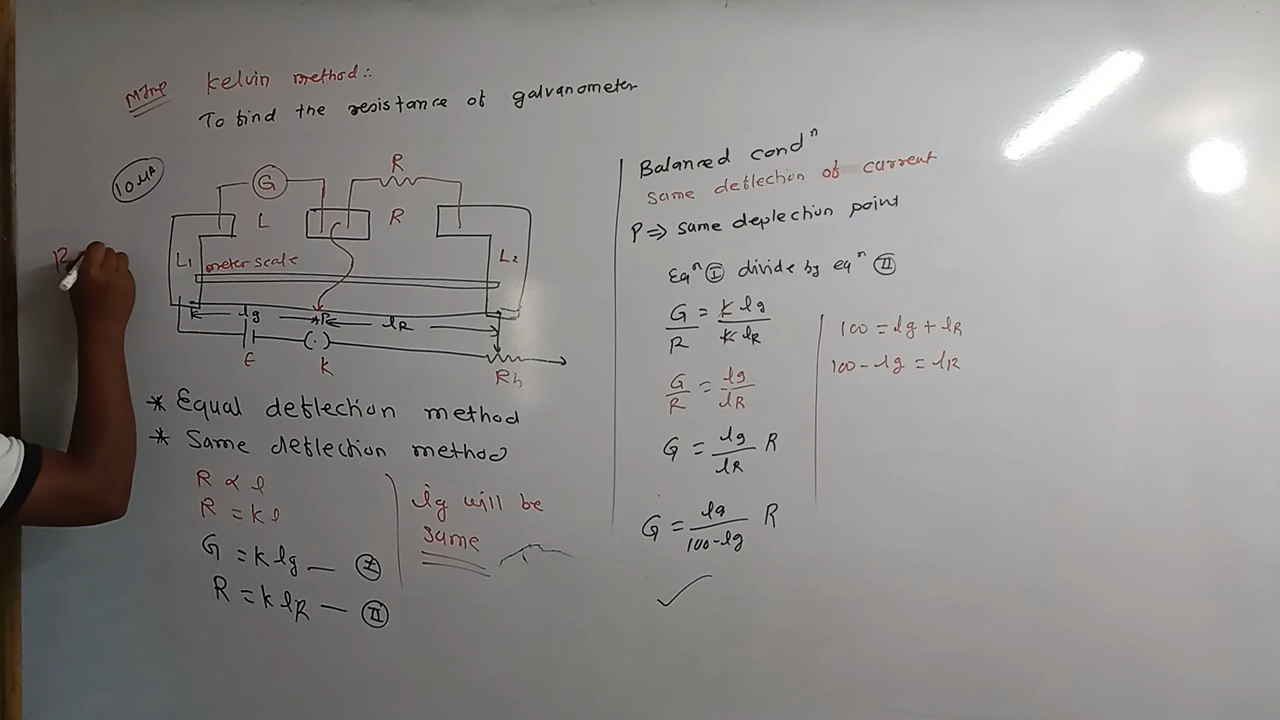 MImp Kelvin method :-
To find the resistance of galvanometer
10 MA
G
R
L
C
R
L1
L2
meter scale
lg
P
lR
E
K
Rh
* Equal deflection method
* Same deflection method
R ∝ l
R = kl
G = k lg — I
R = k lR — II
ig will be
same
Balanced condⁿ
same deflection of current
P ⇒ same deplection point
Eqⁿ I divide by eqⁿ II
G/R = k lg / k lR
G/R = lg/lR
G = lg/lR R
G = lg/100-lg R
100 = lg + lR
100 - lg = lR